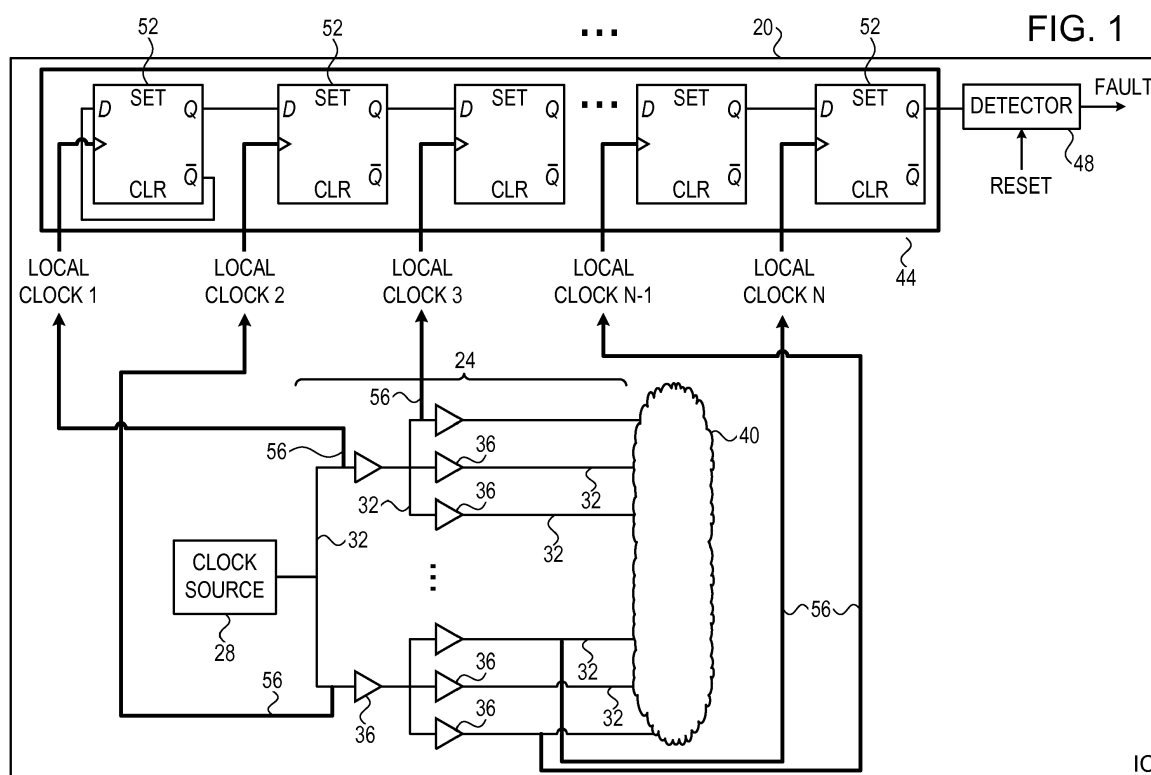 FIG. 1
52 52 ... 20 52
D SET Q CLR Q̅
D SET Q CLR Q̅
D SET Q CLR Q̅
...
D SET Q CLR Q̅
D SET Q CLR Q̅
DETECTOR
FAULT
48
RESET
44
LOCAL CLOCK 1
LOCAL CLOCK 2
LOCAL CLOCK 3
LOCAL CLOCK N-1
LOCAL CLOCK N
24
56
40
36
56
32
32
36
32
32
CLOCK SOURCE
28
...
56
56
32
36
32
36
36
IC